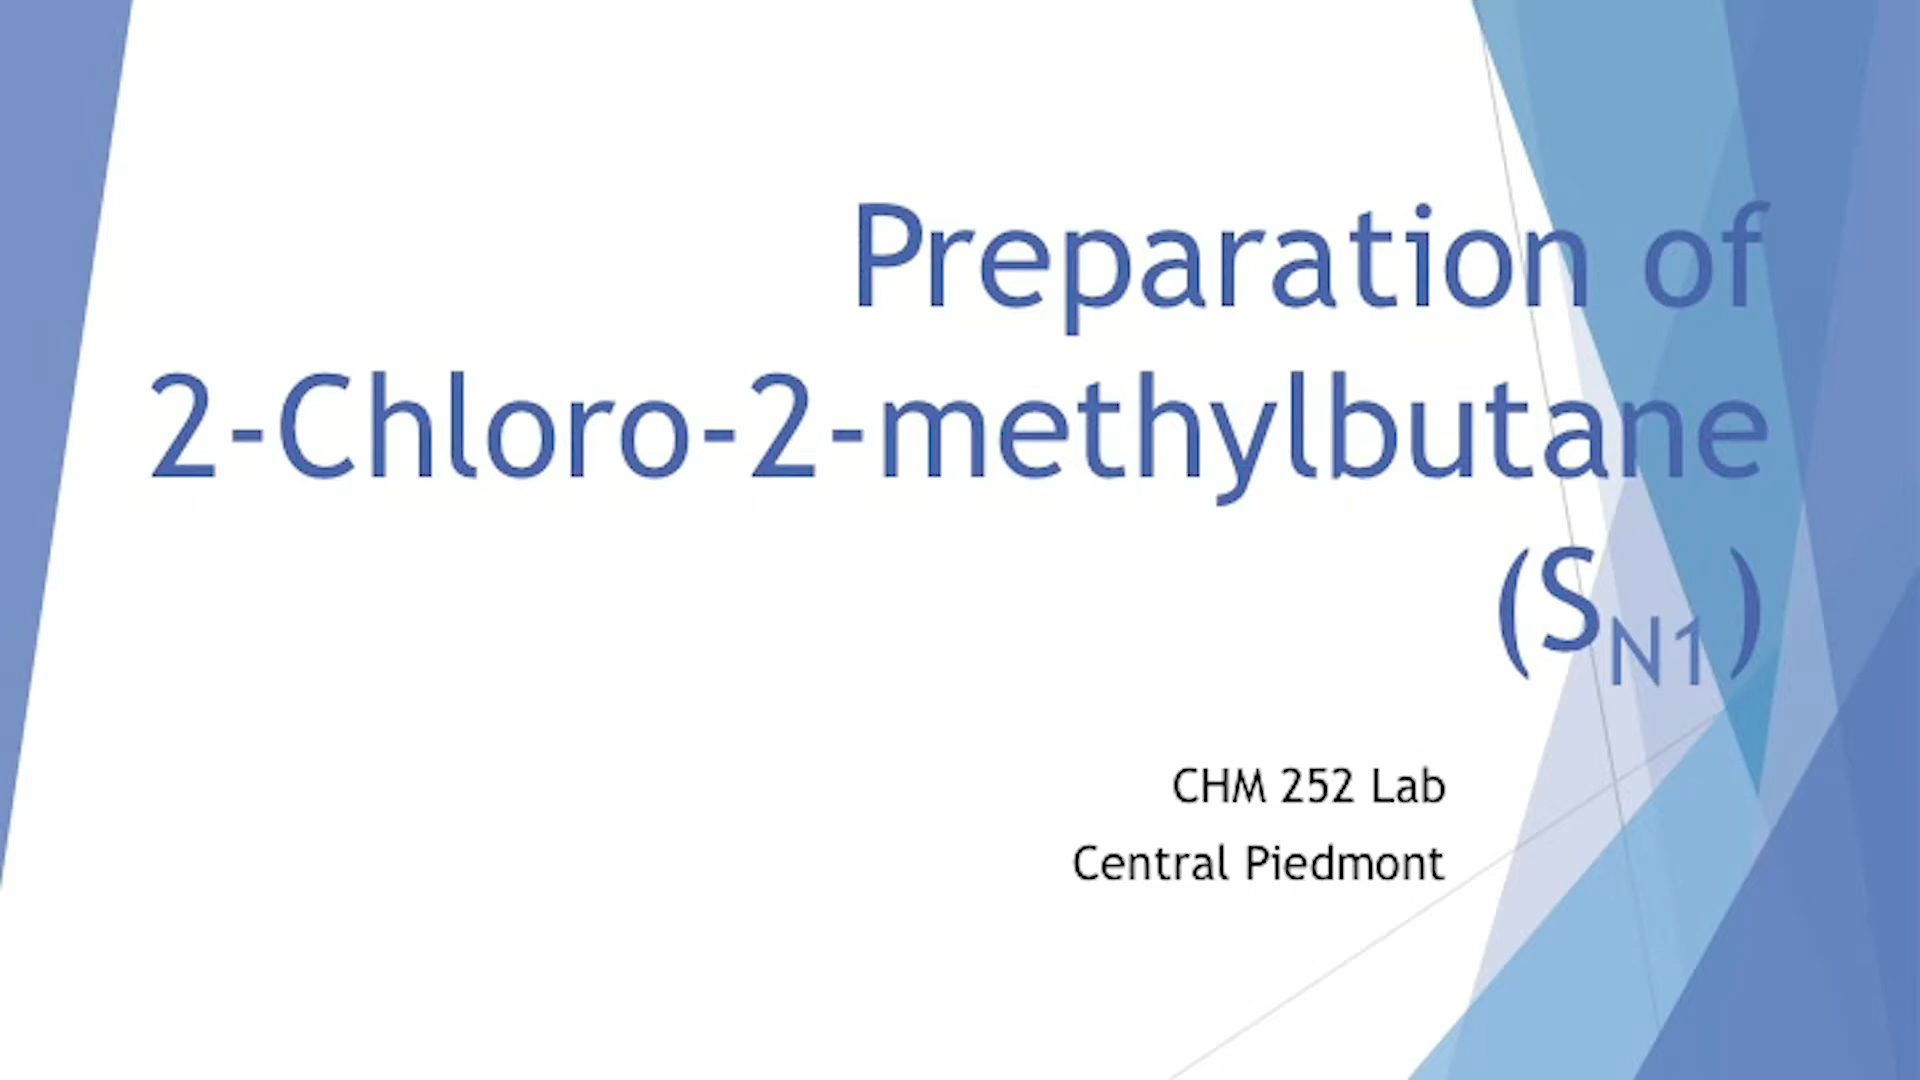 Preparation of
2-Chloro-2-methylbutane
(SN1)
CHM 252 Lab
Central Piedmont